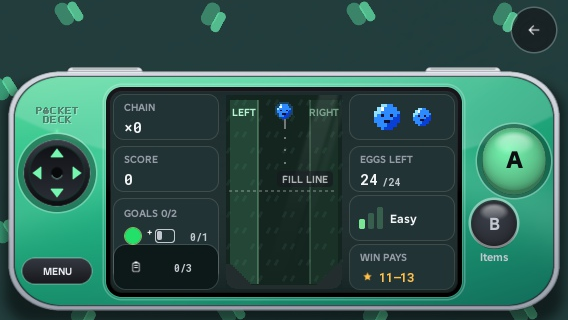 PACKET
DECK
MENU
CHAIN
×0
SCORE
0
GOALS 0/2
+ 0/1
0/3
LEFT
RIGHT
FILL LINE
EGGS LEFT
24 /24
Easy
WIN PAYS
★ 11–13
A
B
Items